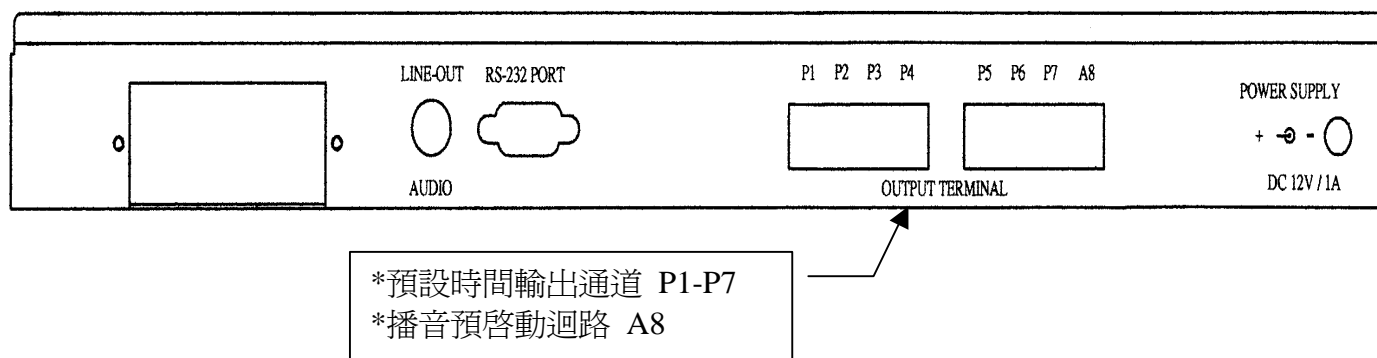 LINE-OUT RS-232 PORT P1 P2 P3 P4 P5 P6 P7 A8
POWER SUPPLY
+ -
AUDIO OUTPUT TERMINAL DC 12V / 1A
*預設時間輸出通道 P1-P7
*播音預啓動迴路 A8